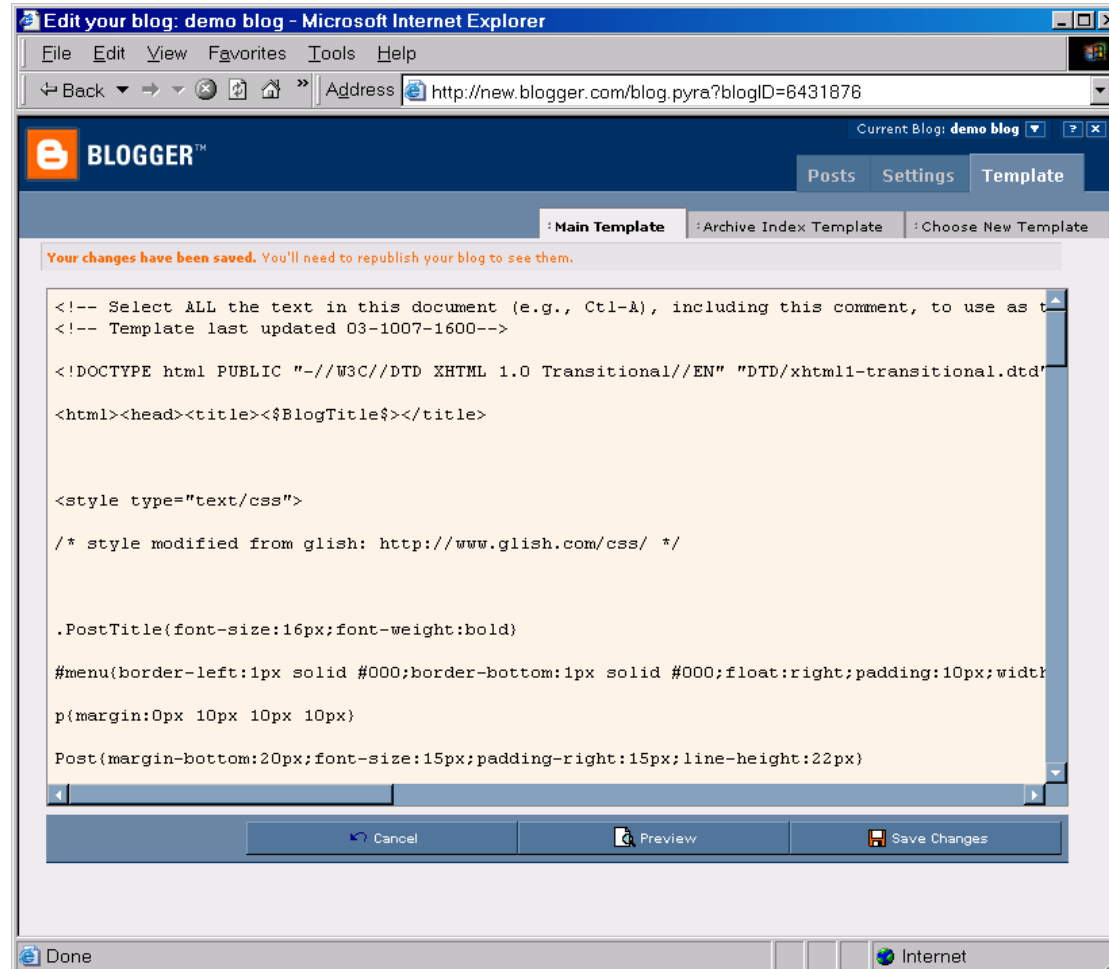 Edit your blog: demo blog - Microsoft Internet Explorer
File Edit View Favorites Tools Help
Back » Address http://new.blogger.com/blog.pyra?blogID=6431876
Current Blog: demo blog ? x
BLOGGER™
Posts Settings Template
Main Template Archive Index Template Choose New Template
Your changes have been saved. You'll need to republish your blog to see them.
<!-- Select ALL the text in this document (e.g., Ctl-A), including this comment, to use as
<!-- Template last updated 03-1007-1600-->
<!DOCTYPE html PUBLIC "-//W3C//DTD XHTML 1.0 Transitional//EN" "DTD/xhtml1-transitional.dtd"
<html><head><title><$BlogTitle$></title>
<style type="text/css">
/* style modified from glish: http://www.glish.com/css/ */
.PostTitle{font-size:16px;font-weight:bold}
#menu{border-left:1px solid #000;border-bottom:1px solid #000;float:right;padding:10px;width
p{margin:0px 10px 10px 10px}
Post{margin-bottom:20px;font-size:15px;padding-right:15px;line-height:22px}
Cancel Preview Save Changes
Done Internet